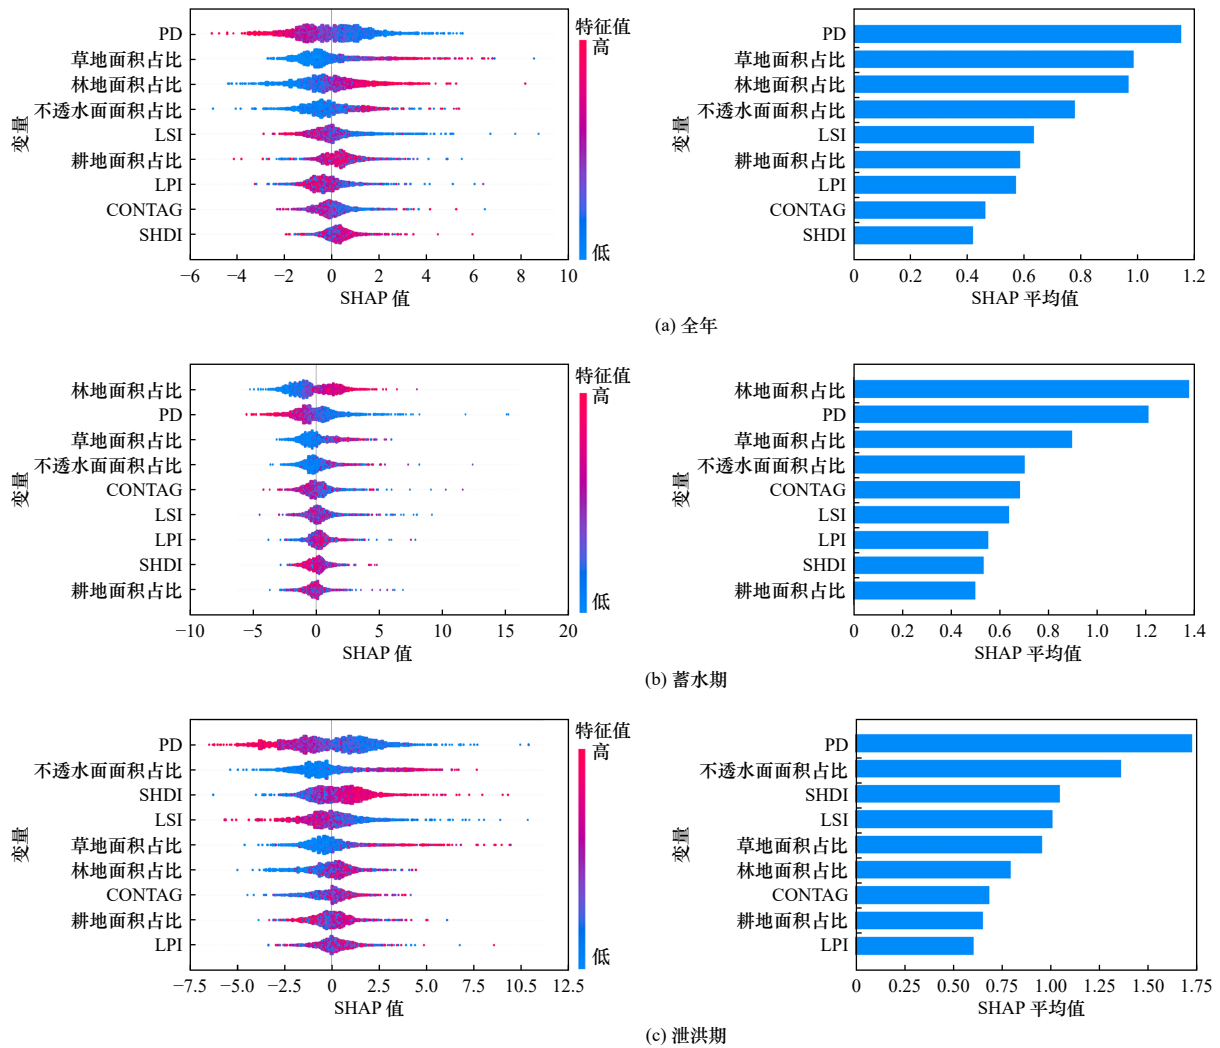 特征值
高
低
变量
PD
草地面积占比
林地面积占比
不透水面面积占比
LSI
耕地面积占比
LPI
CONTAG
SHDI
−6 −4 −2 0 2 4 6 8 10
SHAP 值
变量
PD
草地面积占比
林地面积占比
不透水面面积占比
LSI
耕地面积占比
LPI
CONTAG
SHDI
0 0.2 0.4 0.6 0.8 1.0 1.2
SHAP 平均值
(a) 全年
特征值
高
低
变量
林地面积占比
PD
草地面积占比
不透水面面积占比
CONTAG
LSI
LPI
SHDI
耕地面积占比
−10 −5 0 5 10 15 20
SHAP 值
变量
林地面积占比
PD
草地面积占比
不透水面面积占比
CONTAG
LSI
LPI
SHDI
耕地面积占比
0 0.2 0.4 0.6 0.8 1.0 1.2 1.4
SHAP 平均值
(b) 蓄水期
特征值
高
低
变量
PD
不透水面面积占比
SHDI
LSI
草地面积占比
林地面积占比
CONTAG
耕地面积占比
LPI
−7.5 −5.0 −2.5 0 2.5 5.0 7.5 10.5 12.5
SHAP 值
变量
PD
不透水面面积占比
SHDI
LSI
草地面积占比
林地面积占比
CONTAG
耕地面积占比
LPI
0 0.25 0.50 0.75 1.00 1.25 1.50 1.75
SHAP 平均值
(c) 泄洪期